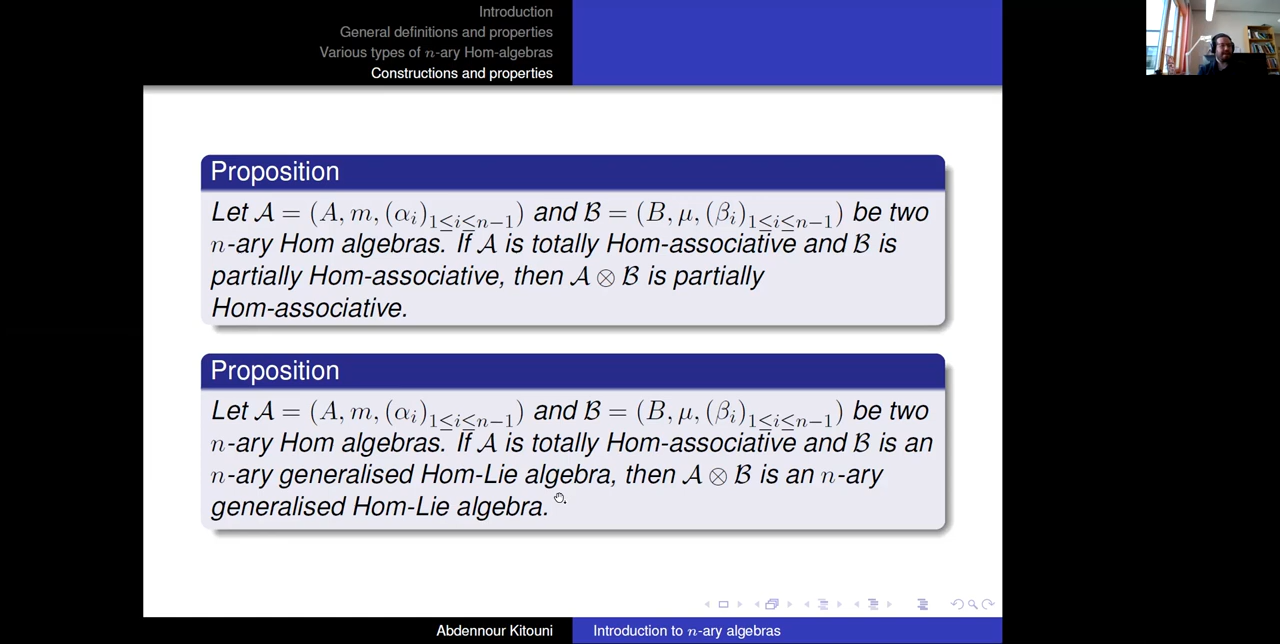 Introduction
General definitions and properties
Various types of n-ary Hom-algebras
Constructions and properties
Proposition
Let 𝒜 = (A, m, (αᵢ)₁≤i≤n−1) and ℬ = (B, μ, (βᵢ)₁≤i≤n−1) be two
n-ary Hom algebras. If 𝒜 is totally Hom-associative and ℬ is
partially Hom-associative, then 𝒜 ⊗ ℬ is partially
Hom-associative.
Proposition
Let 𝒜 = (A, m, (αᵢ)₁≤i≤n−1) and ℬ = (B, μ, (βᵢ)₁≤i≤n−1) be two
n-ary Hom algebras. If 𝒜 is totally Hom-associative and ℬ is an
n-ary generalised Hom-Lie algebra, then 𝒜 ⊗ ℬ is an n-ary
generalised Hom-Lie algebra.
Abdennour Kitouni
Introduction to n-ary algebras